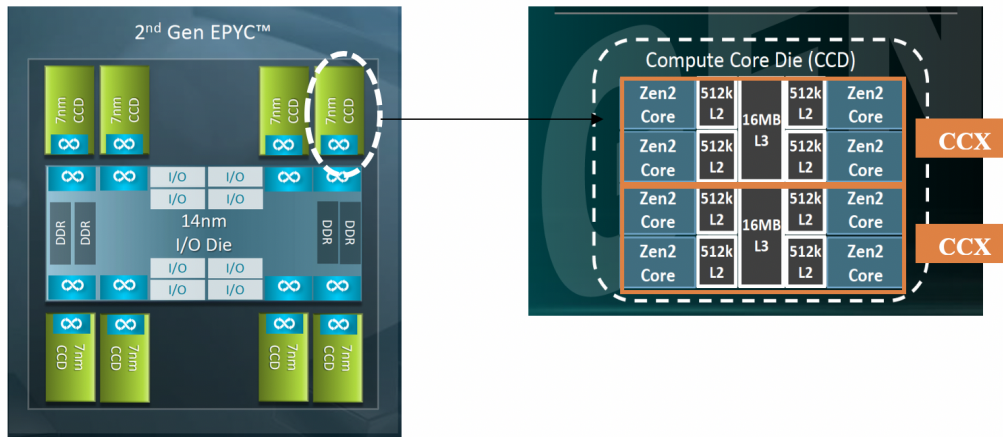 2nd Gen EPYC™
7nm CCD
7nm CCD
7nm CCD
7nm CCD
I/O I/O
I/O I/O
14nm
I/O Die
DDR DDR
DDR DDR
I/O I/O
I/O I/O
7nm CCD
7nm CCD
7nm CCD
7nm CCD
Compute Core Die (CCD)
Zen2 Core
512k L2
16MB L3
512k L2
Zen2 Core
Zen2 Core
512k L2
512k L2
Zen2 Core
CCX
Zen2 Core
512k L2
16MB L3
512k L2
Zen2 Core
Zen2 Core
512k L2
512k L2
Zen2 Core
CCX